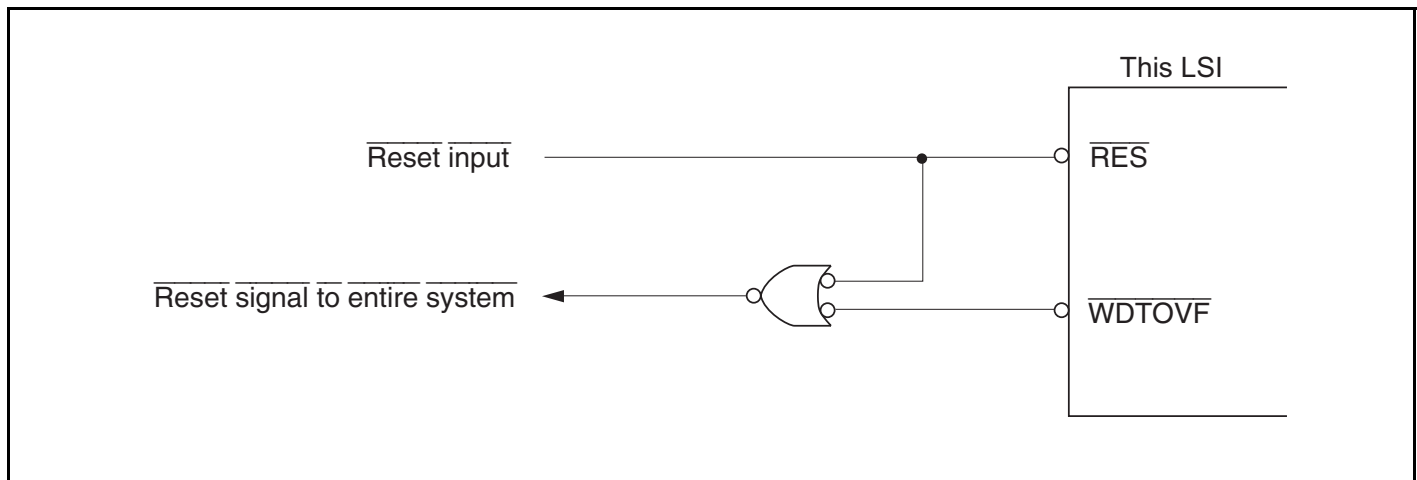 This LSI
Reset input
RES
Reset signal to entire system
WDTOVF